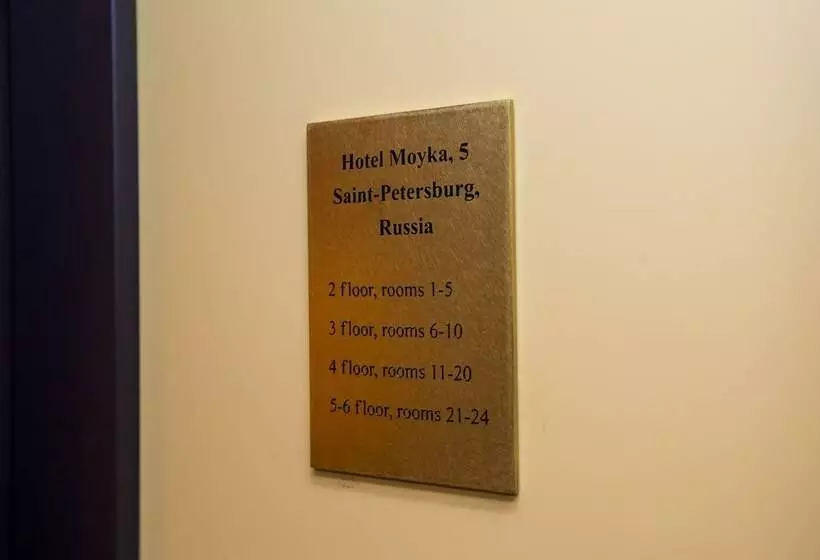 Hotel Moyka, 5
Saint-Petersburg,
Russia
2 floor, rooms 1-5
3 floor, rooms 6-10
4 floor, rooms 11-20
5-6 floor, rooms 21-24